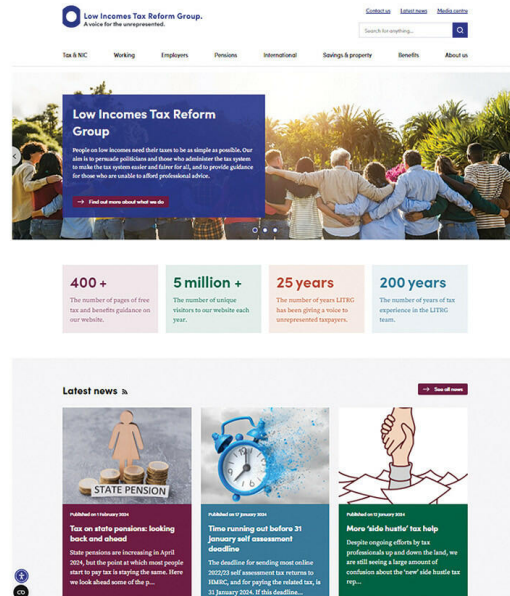 Low Incomes Tax Reform Group.
A voice for the unrepresented.
Contact us Latest news Media centre
Search for anything...
Tax & NIC Working Employers Pensions International Savings & property Benefits About us
Low Incomes Tax Reform
Group
People on low incomes need their taxes to be as simple as possible. Our
aim is to persuade politicians and those who administer the tax system
to make the tax system easier and fairer for all, and to provide guidance
for those who are unable to afford professional advice.
→ Find out more about what we do
400 +
The number of pages of free
tax and benefits guidance on
our website.
5 million +
The number of unique
visitors to our website each
year.
25 years
The number of years LITRG
has been giving a voice to
unrepresented taxpayers.
200 years
The number of years of tax
experience in the LITRG
team.
Latest news
→ See all news
STATE PENSION
Published on 1 February 2024
Tax on state pensions: looking
back and ahead
State pensions are increasing in April
2024, but the point at which most people
start to pay tax is staying the same. Here
we look ahead some of the p...
Published on 17 January 2024
Time running out before 31
January self assessment
deadline
The deadline for sending most online
2022/23 self assessment tax returns to
HMRC, and for paying the related tax, is
31 January 2024. If this deadline...
Published on 12 January 2024
More 'side hustle' tax help
Despite ongoing efforts by tax
professionals up and down the land, we
are still seeing a large amount of
confusion about the 'new' side hustle tax
rep...